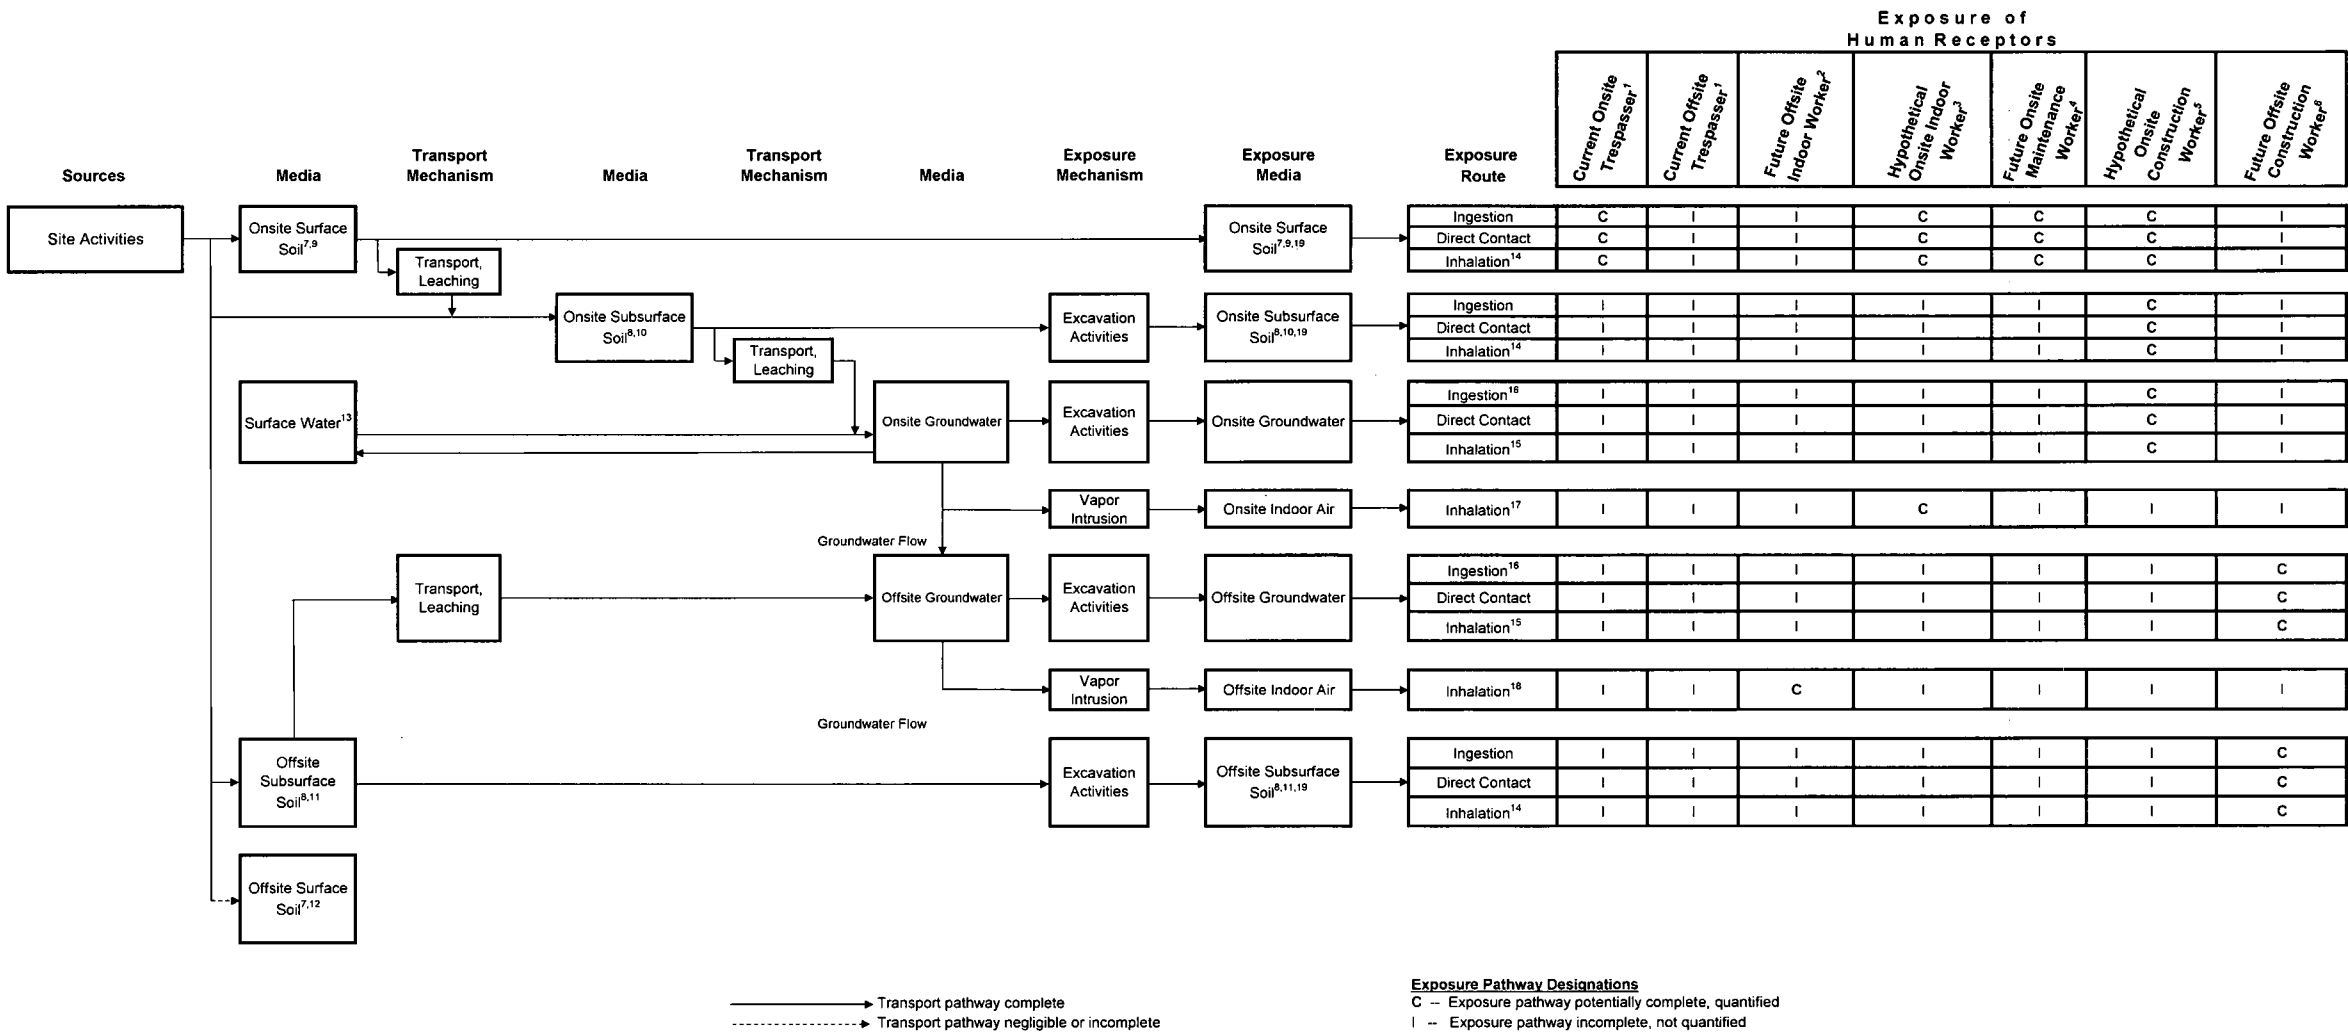 Exposure of
Human Receptors
Current Onsite
Trespasser¹
Current Offsite
Trespasser¹
Future Offsite
Indoor Worker²
Hypothetical
Onsite Indoor
Worker³
Future Onsite
Maintenance
Worker⁴
Hypothetical
Onsite
Construction
Worker⁵
Future Offsite
Construction
Worker⁶
Sources
Media
Transport
Mechanism
Media
Transport
Mechanism
Media
Exposure
Mechanism
Exposure
Media
Exposure
Route
Site Activities
Onsite Surface
Soil⁷,⁹
Onsite Surface
Soil⁷,⁹,¹⁹
Ingestion C I I C C C I
Direct Contact C I I C C C I
Inhalation¹⁴ C I I C C C I
Transport,
Leaching
Onsite Subsurface
Soil⁸,¹⁰
Excavation
Activities
Onsite Subsurface
Soil⁸,¹⁰,¹⁹
Ingestion I I I I I C I
Direct Contact I I I I I C I
Inhalation¹⁴ I I I I I C I
Transport,
Leaching
Surface Water¹³
Onsite Groundwater
Excavation
Activities
Onsite Groundwater
Ingestion¹⁶ I I I I I C I
Direct Contact I I I I I C I
Inhalation¹⁵ I I I I I C I
Vapor
Intrusion
Onsite Indoor Air
Inhalation¹⁷ I I I C I I I
Groundwater Flow
Transport,
Leaching
Offsite Groundwater
Excavation
Activities
Offsite Groundwater
Ingestion¹⁶ I I I I I I C
Direct Contact I I I I I I C
Inhalation¹⁵ I I I I I I C
Vapor
Intrusion
Offsite Indoor Air
Inhalation¹⁸ I I C I I I I
Groundwater Flow
Offsite
Subsurface
Soil⁸,¹¹
Excavation
Activities
Offsite Subsurface
Soil⁸,¹¹,¹⁹
Ingestion I I I I I I C
Direct Contact I I I I I I C
Inhalation¹⁴ I I I I I I C
Offsite Surface
Soil⁷,¹²
Transport pathway complete
Transport pathway negligible or incomplete
Exposure Pathway Designations
C -- Exposure pathway potentially complete, quantified
I -- Exposure pathway incomplete, not quantified